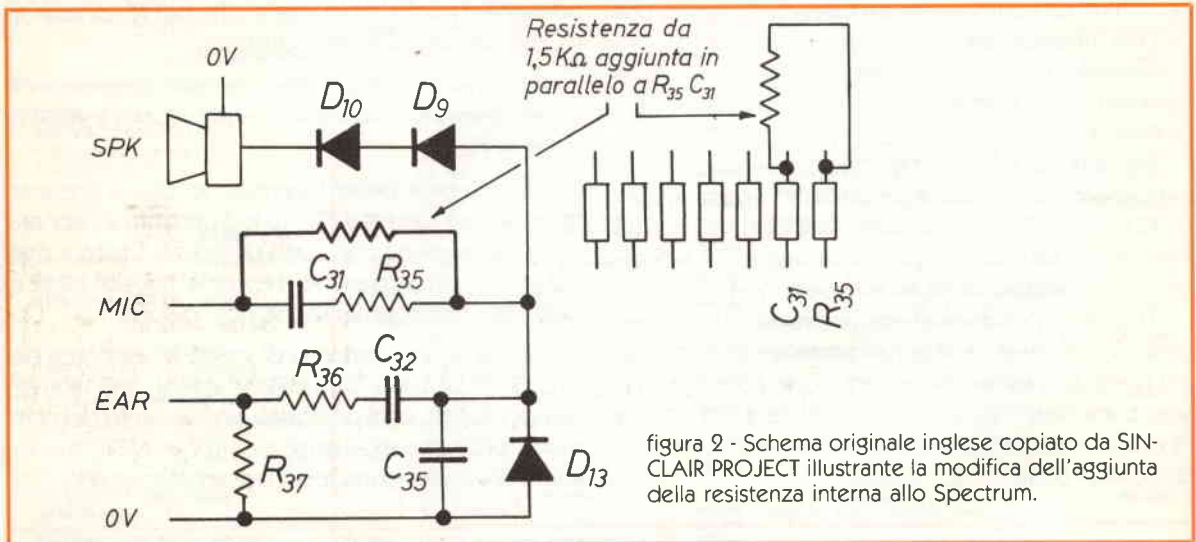 Resistenza da
1,5KΩ aggiunta in
parallelo a R35 C31
0V
D10
D9
SPK
C31
R35
MIC
R36
C32
EAR
R37
C35
D13
0V
C31
R35
figura 2 - Schema originale inglese copiato da SIN-
CLAIR PROJECT illustrante la modifica dell'aggiunta
della resistenza interna allo Spectrum.